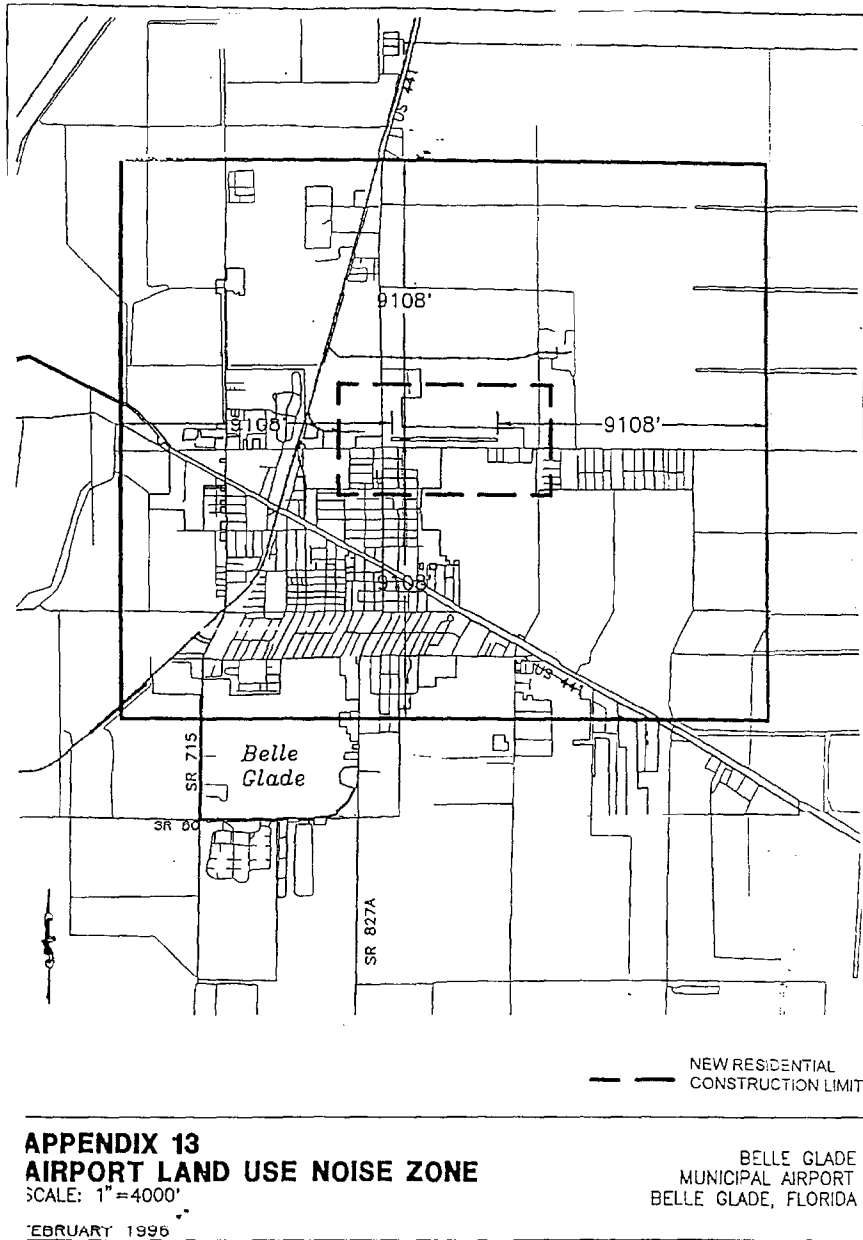 US 441
9108'
9108'
9108'
9108'
US 441
SR 715
Belle
Glade
SR 80
SR 827A
NEW RESIDENTIAL
CONSTRUCTION LIMIT
APPENDIX 13
AIRPORT LAND USE NOISE ZONE
SCALE: 1"=4000'
BELLE GLADE
MUNICIPAL AIRPORT
BELLE GLADE, FLORIDA
FEBRUARY 1996